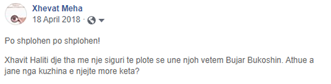 Xhevat Meha
18 April 2018
Po shplohen po shplohen!
Xhavit Haliti dje tha me nje siguri te plote se une njoh vetem Bujar Bukoshin. Athue a
jane nga kuzhina e njejte more keta?